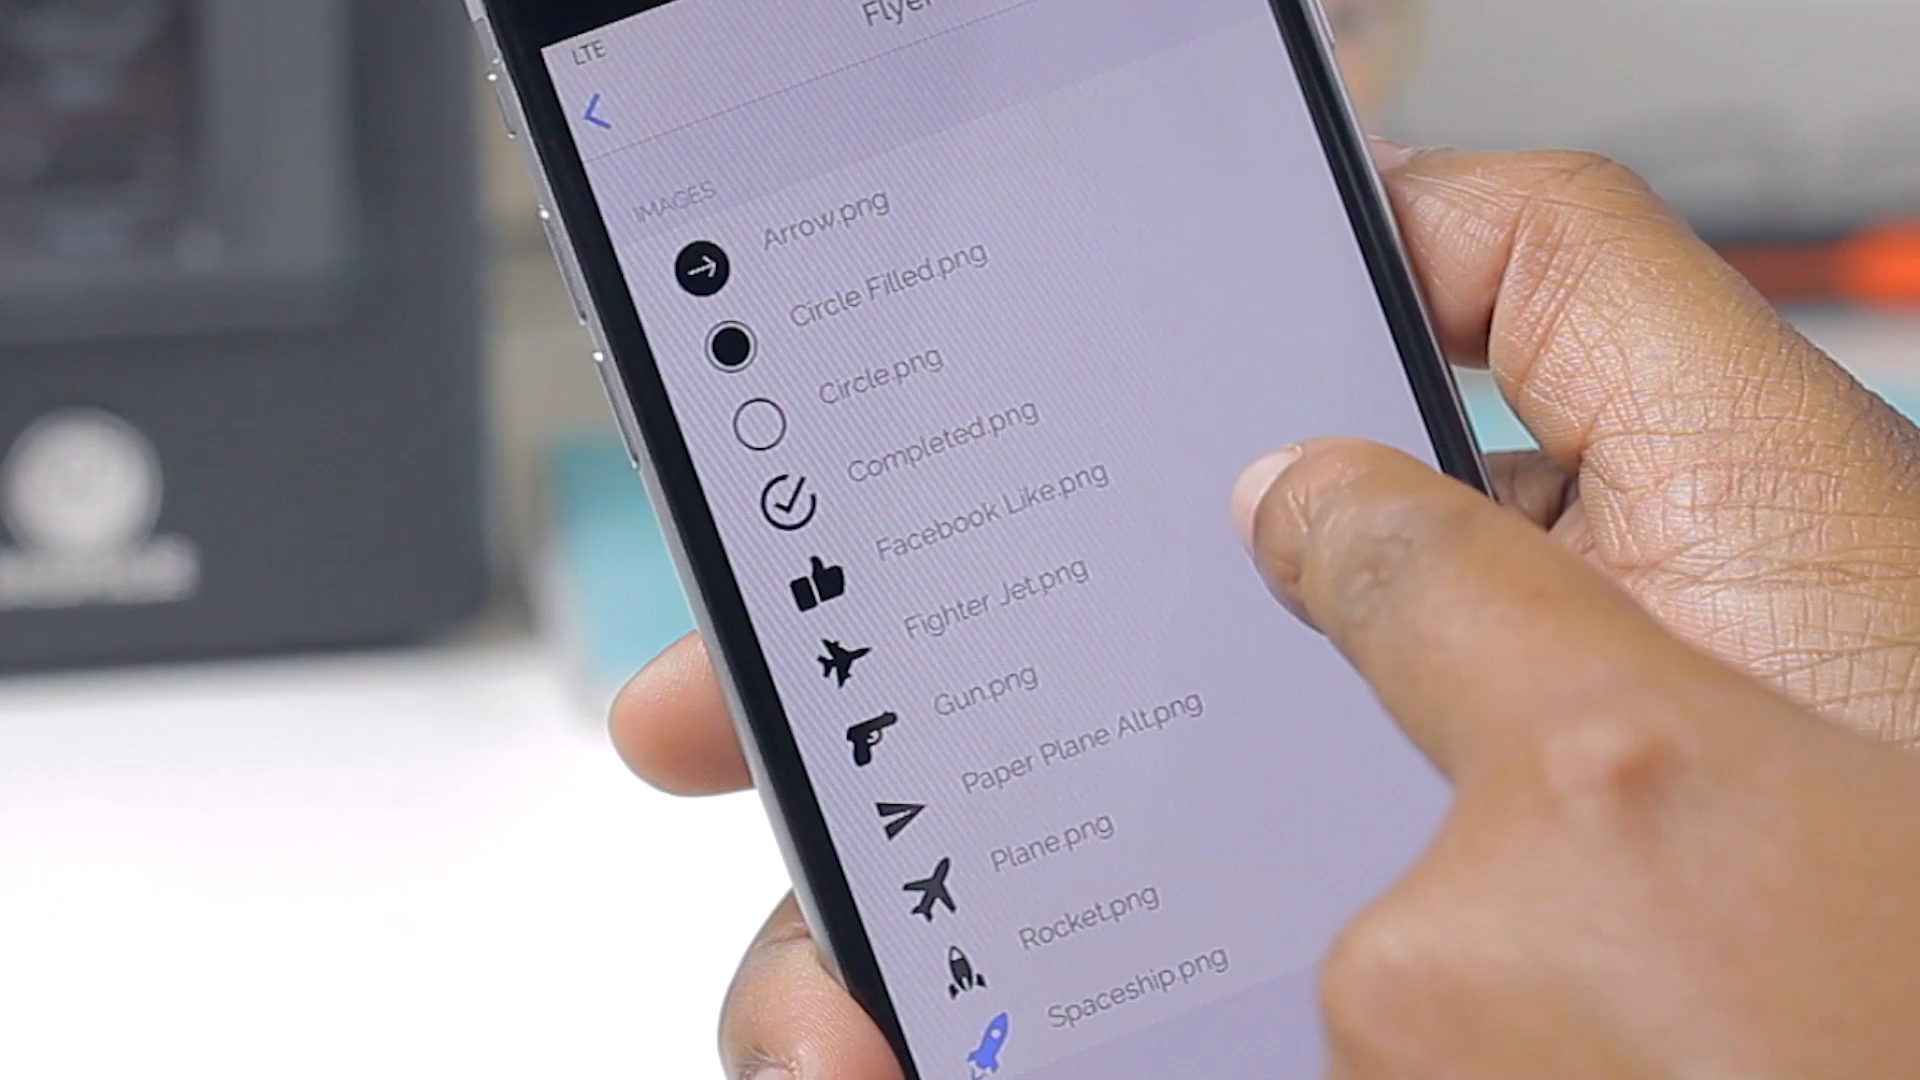 LTE
Flyer
IMAGES
Arrow.png
Circle Filled.png
Circle.png
Completed.png
Facebook Like.png
Fighter Jet.png
Gun.png
Paper Plane Alt.png
Plane.png
Rocket.png
Spaceship.png